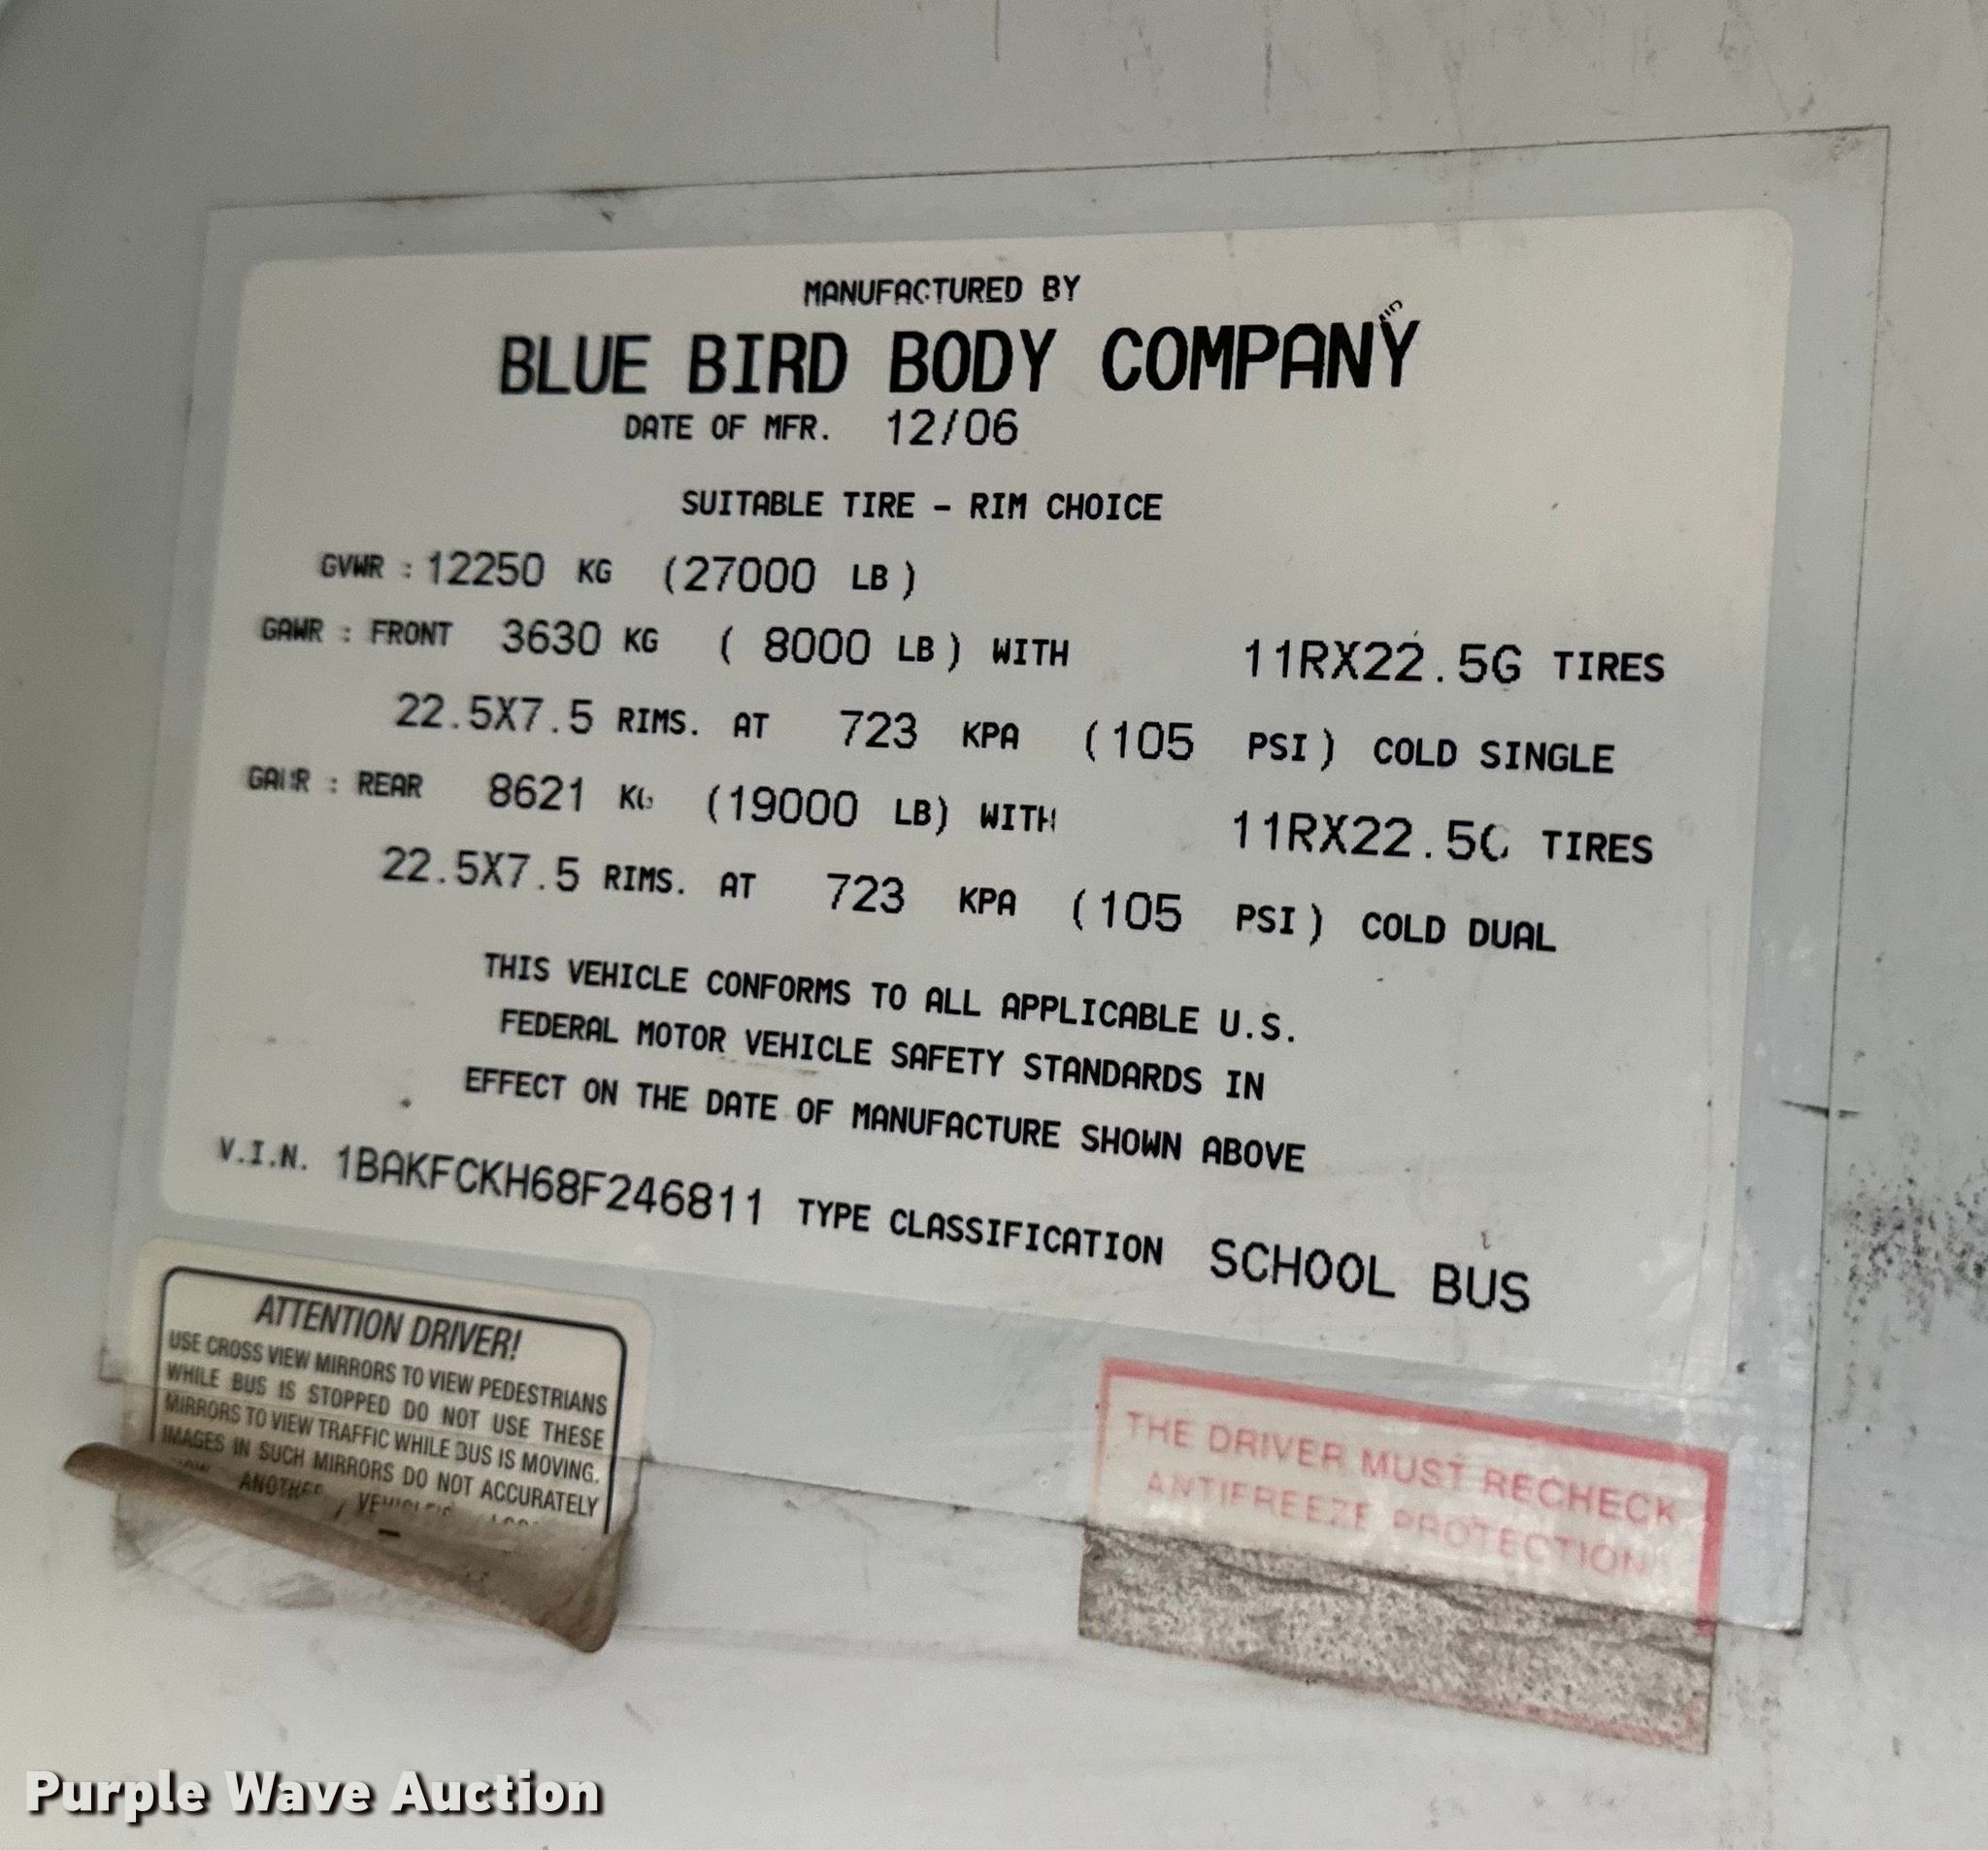 MANUFACTURED BY
BLUE BIRD BODY COMPANY
DATE OF MFR. 12/06
SUITABLE TIRE - RIM CHOICE
GVWR : 12250 KG (27000 LB)
GAWR : FRONT 3630 KG ( 8000 LB) WITH 11RX22.5G TIRES
22.5X7.5 RIMS. AT 723 KPA (105 PSI) COLD SINGLE
GAWR : REAR 8621 KG (19000 LB) WITH 11RX22.5G TIRES
22.5X7.5 RIMS. AT 723 KPA (105 PSI) COLD DUAL
THIS VEHICLE CONFORMS TO ALL APPLICABLE U.S.
FEDERAL MOTOR VEHICLE SAFETY STANDARDS IN
EFFECT ON THE DATE OF MANUFACTURE SHOWN ABOVE
V.I.N. 1BAKFCKH68F246811 TYPE CLASSIFICATION SCHOOL BUS
ATTENTION DRIVER!
USE CROSS VIEW MIRRORS TO VIEW PEDESTRIANS
WHILE BUS IS STOPPED DO NOT USE THESE
MIRRORS TO VIEW TRAFFIC WHILE BUS IS MOVING.
IMAGES IN SUCH MIRRORS DO NOT ACCURATELY
ANOTHER VEHICLE'S
THE DRIVER MUST RECHECK
ANTIFREEZE PROTECTION
Purple Wave Auction